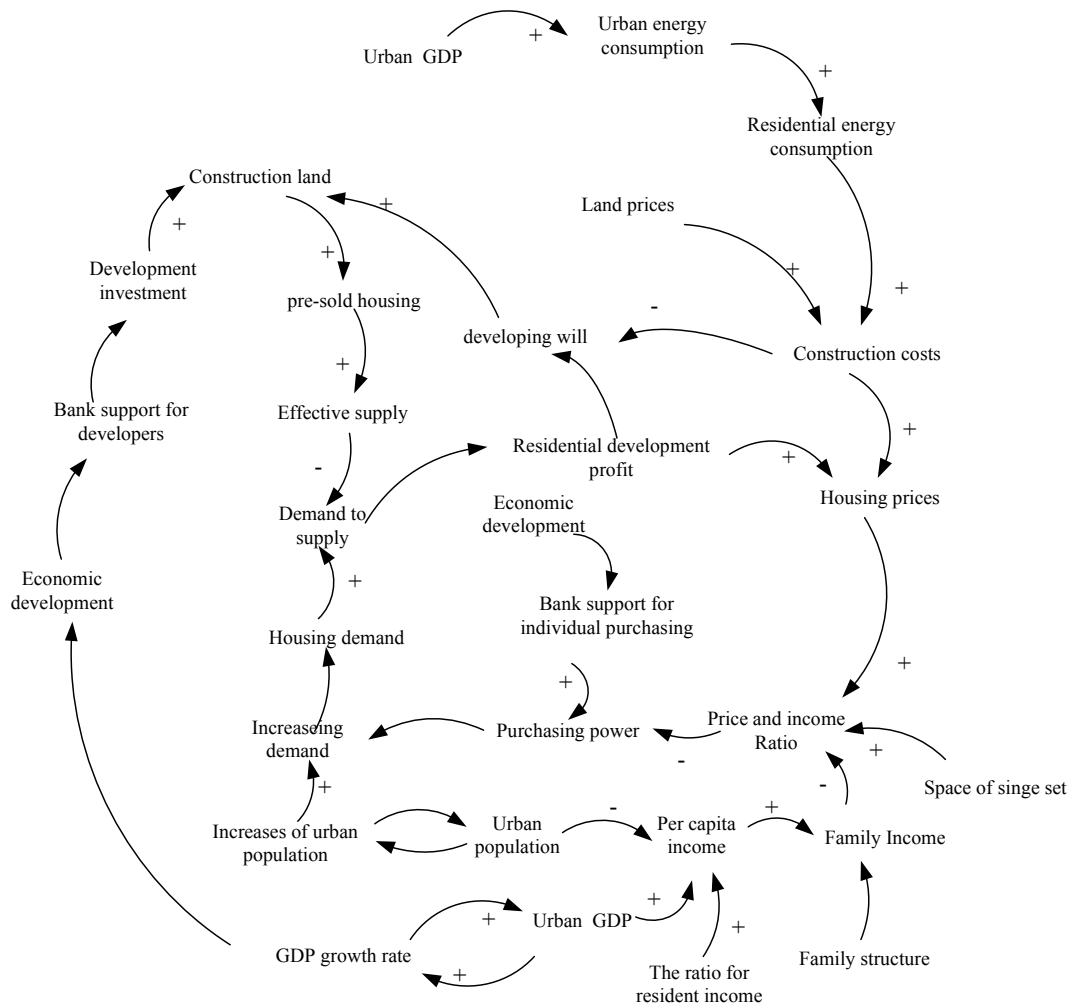 Urban energy
consumption
Urban GDP
+
+
Residential energy
consumption
Construction land
+
Land prices
+
+
Development
investment
+
+
pre-sold housing
-
developing will
Construction costs
+
Bank support for
developers
Effective supply
+
Residential development
profit
+
-
Housing prices
Economic
development
Demand to
supply
Economic
development
+
Bank support for
individual purchasing
Housing demand
+
+
Price and income
Ratio
Increasing
demand
Purchasing power
+
-
Space of singe set
-
+
-
+
Increases of urban
population
Urban
population
Per capita
income
Family Income
+
+
Urban GDP
+
GDP growth rate
+
The ratio for
resident income
Family structure